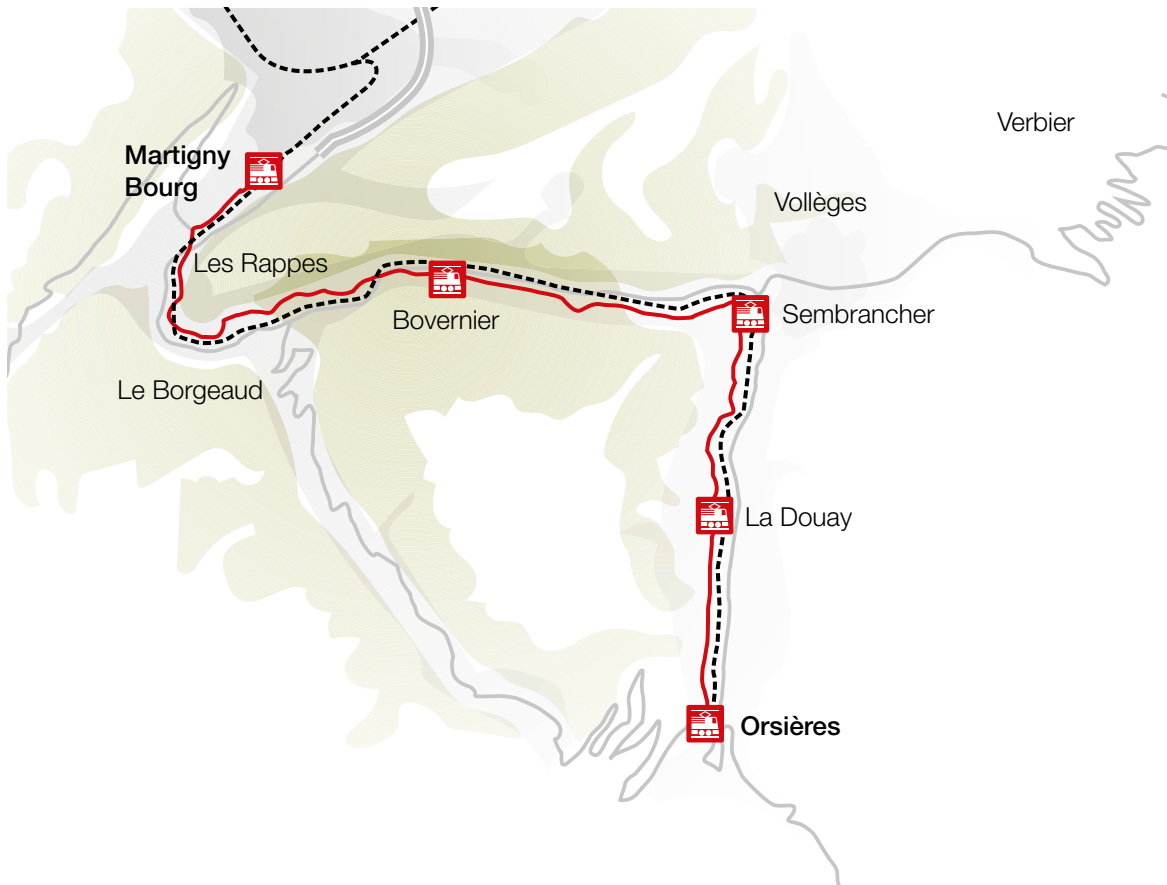 Verbier
Martigny
Bourg
Vollèges
Les Rappes
Bovernier
Sembrancher
Le Borgeaud
La Douay
Orsières